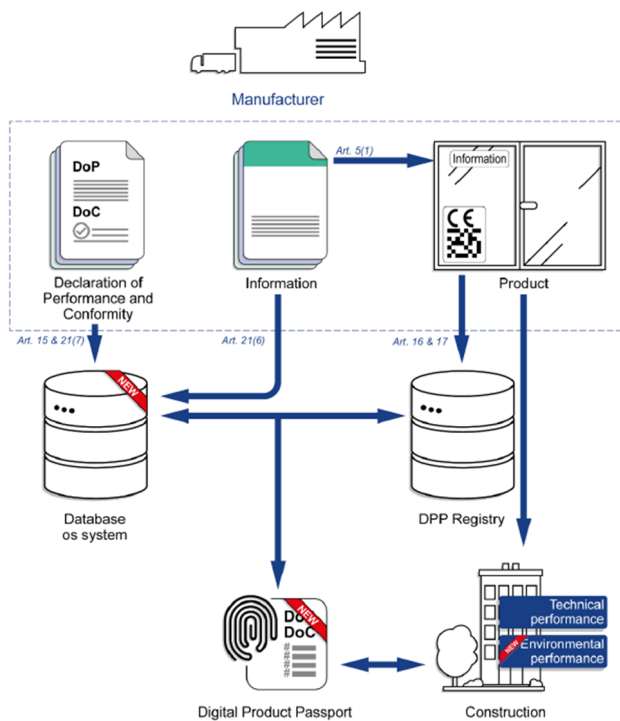 Manufacturer
DoP
DoC
Art. 5(1)
Information
CE
Declaration of
Performance and
Conformity
Information
Product
Art. 15 & 21(7)
Art. 21(6)
Art. 16 & 17
NEW
Database
os system
DPP Registry
NEW
DoC
#
#
#
#
Technical
performance
NEW
Environmental
performance
Digital Product Passport
Construction